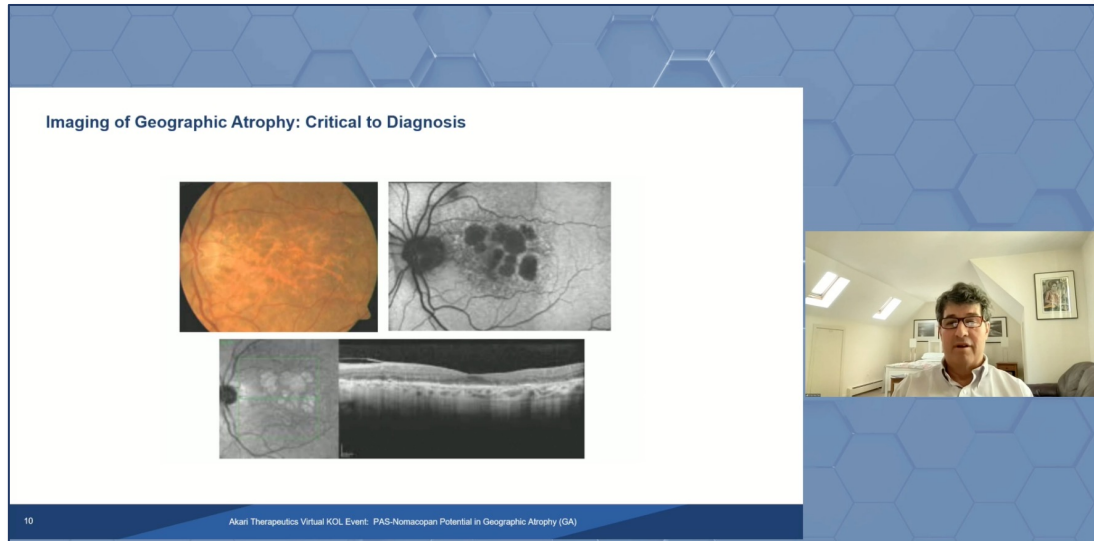 Imaging of Geographic Atrophy: Critical to Diagnosis
10
Akari Therapeutics Virtual KOL Event: PAS-Nomacopan Potential in Geographic Atrophy (GA)